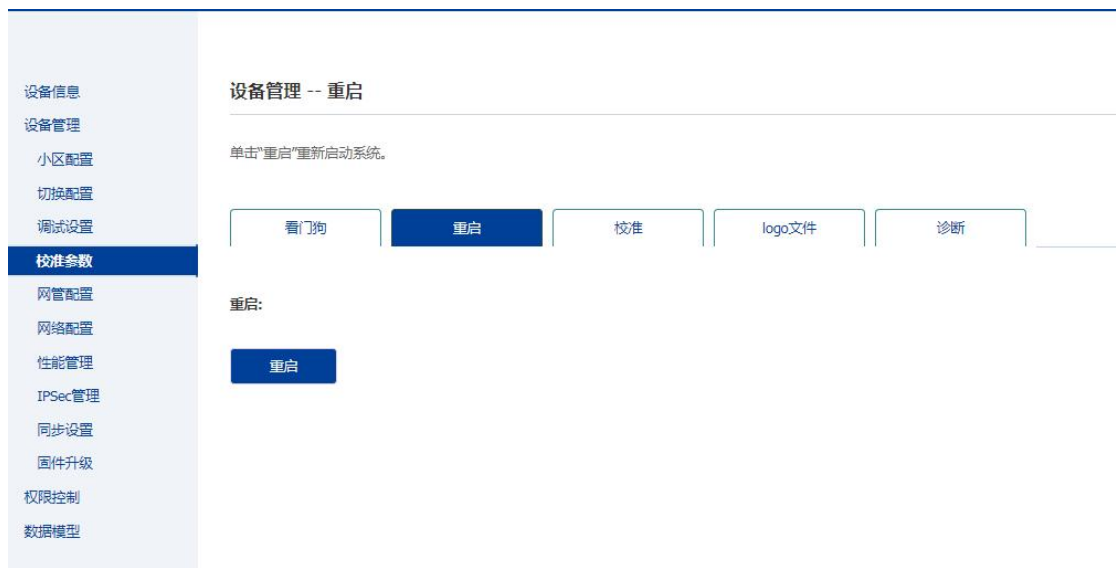 设备信息
设备管理
小区配置
切换配置
调试设置
校准参数
网管配置
网络配置
性能管理
IPSec管理
同步设置
固件升级
权限控制
数据模型
设备管理 -- 重启
单击"重启"重新启动系统。
看门狗 重启 校准 logo文件 诊断
重启:
重启